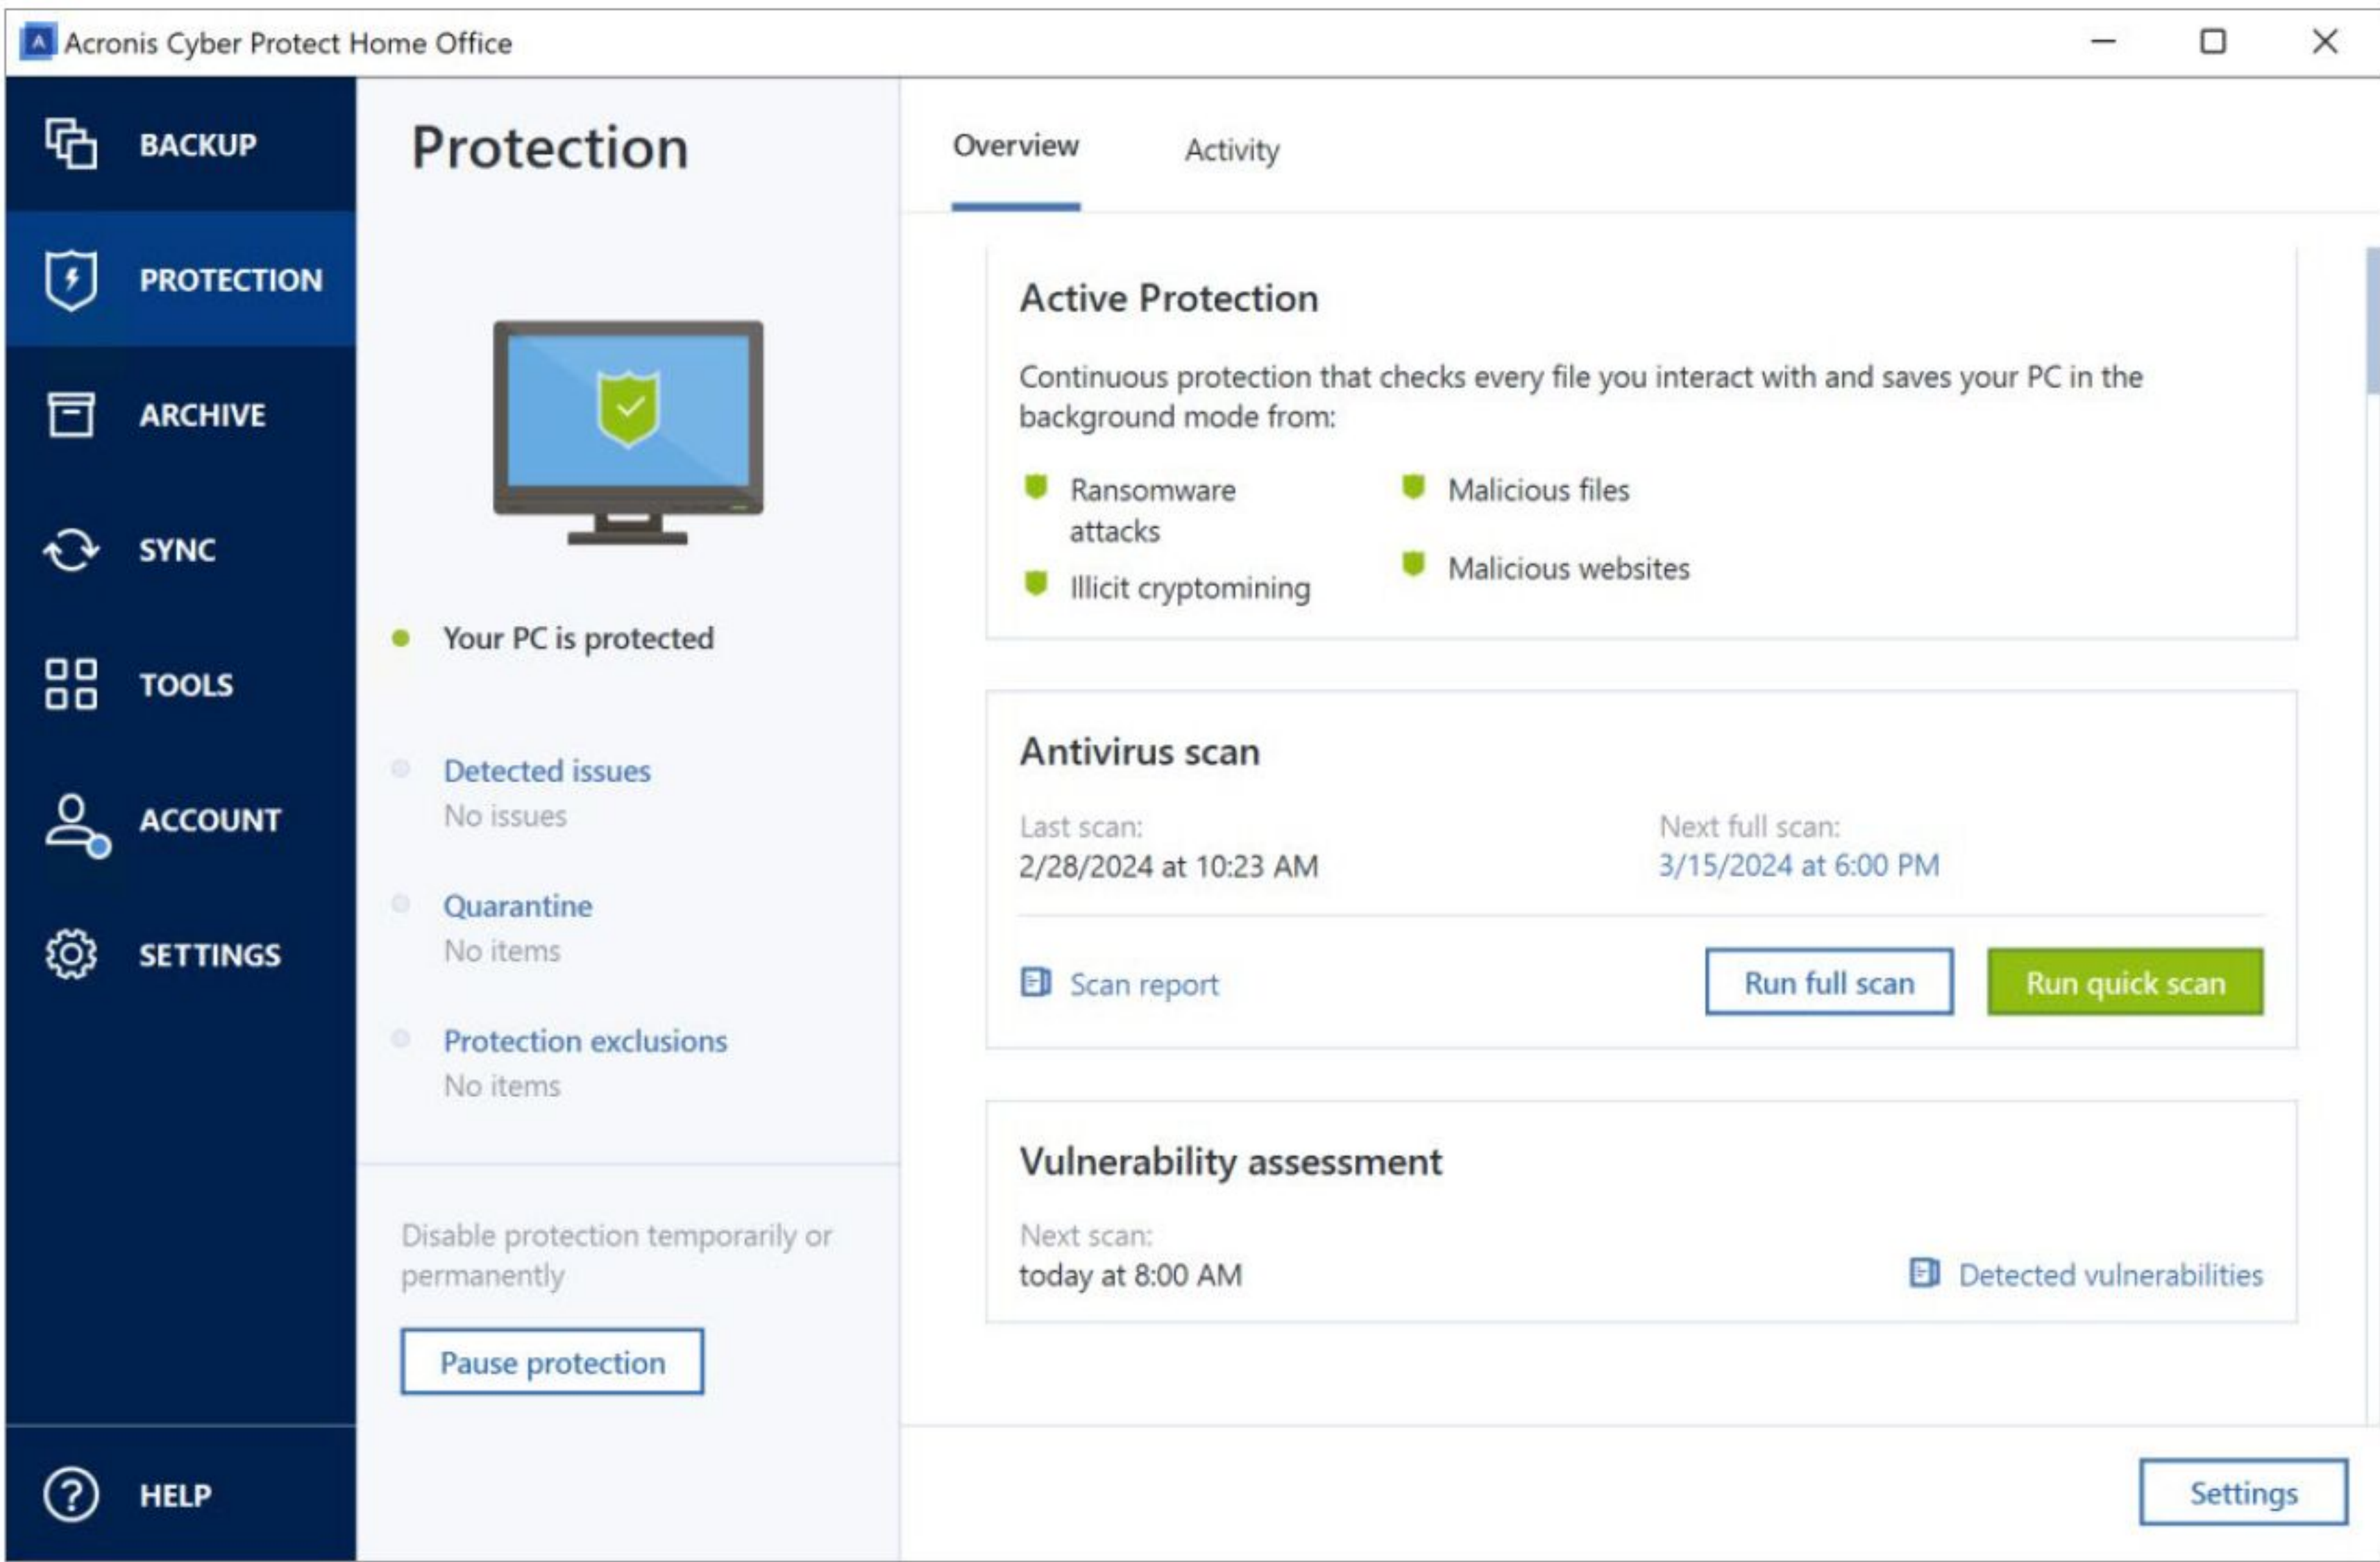 Acronis Cyber Protect Home Office
BACKUP
PROTECTION
ARCHIVE
SYNC
TOOLS
ACCOUNT
SETTINGS
HELP
Protection
Your PC is protected
Detected issues
No issues
Quarantine
No items
Protection exclusions
No items
Disable protection temporarily or
permanently
Pause protection
Overview
Activity
Active Protection
Continuous protection that checks every file you interact with and saves your PC in the
background mode from:
Ransomware
attacks
Illicit cryptomining
Malicious files
Malicious websites
Antivirus scan
Last scan:
2/28/2024 at 10:23 AM
Next full scan:
3/15/2024 at 6:00 PM
Scan report
Run full scan
Run quick scan
Vulnerability assessment
Next scan:
today at 8:00 AM
Detected vulnerabilities
Settings